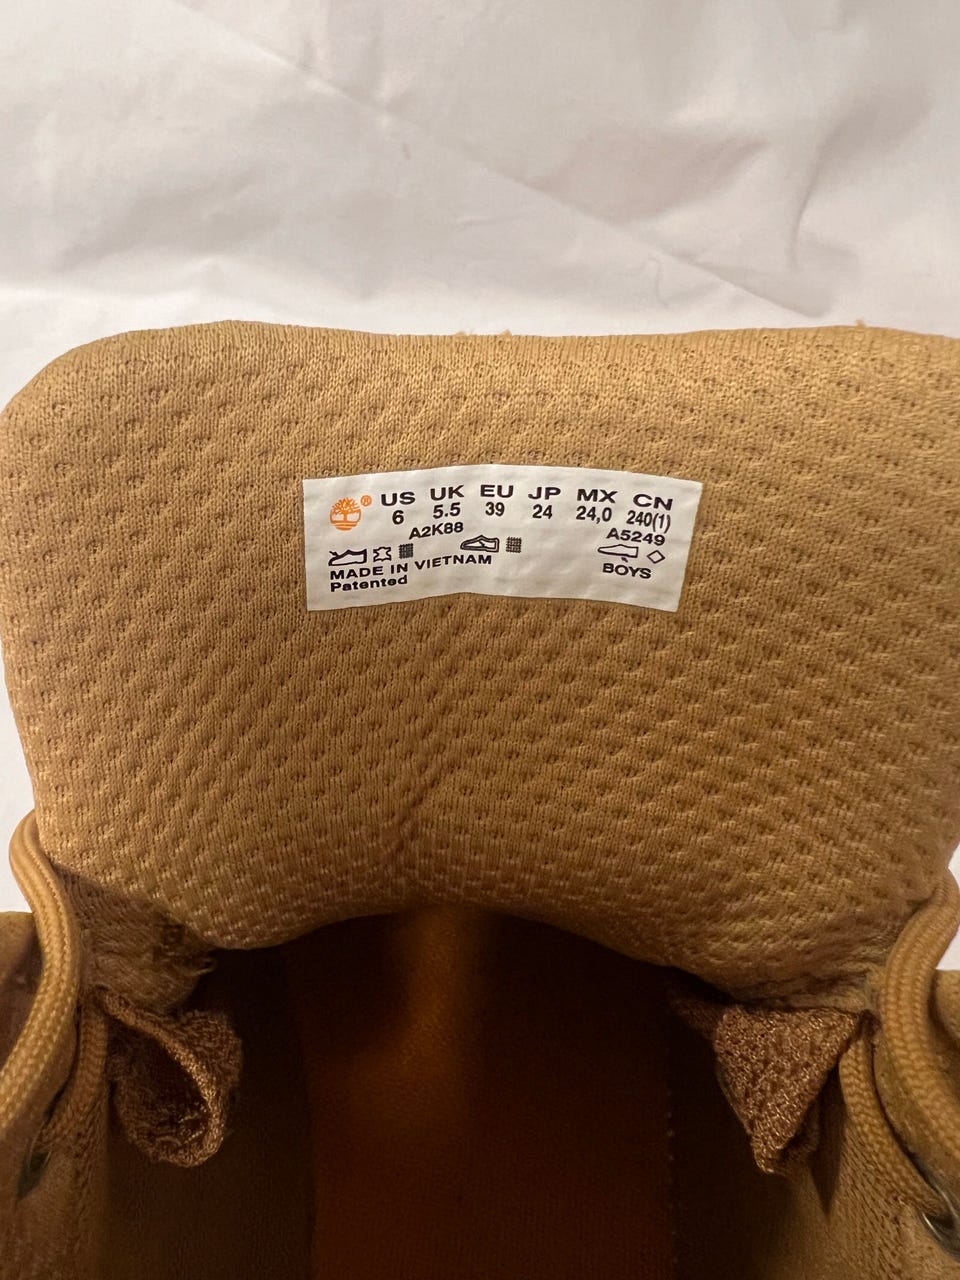 ® US UK EU JP MX CN
6 5.5 39 24 24,0 240(1)
A2K88 A5249
MADE IN VIETNAM BOYS
Patented